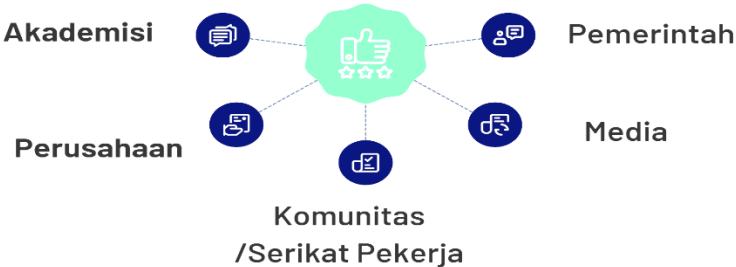 Akademisi
Pemerintah
Perusahaan
Media
Komunitas
/Serikat Pekerja